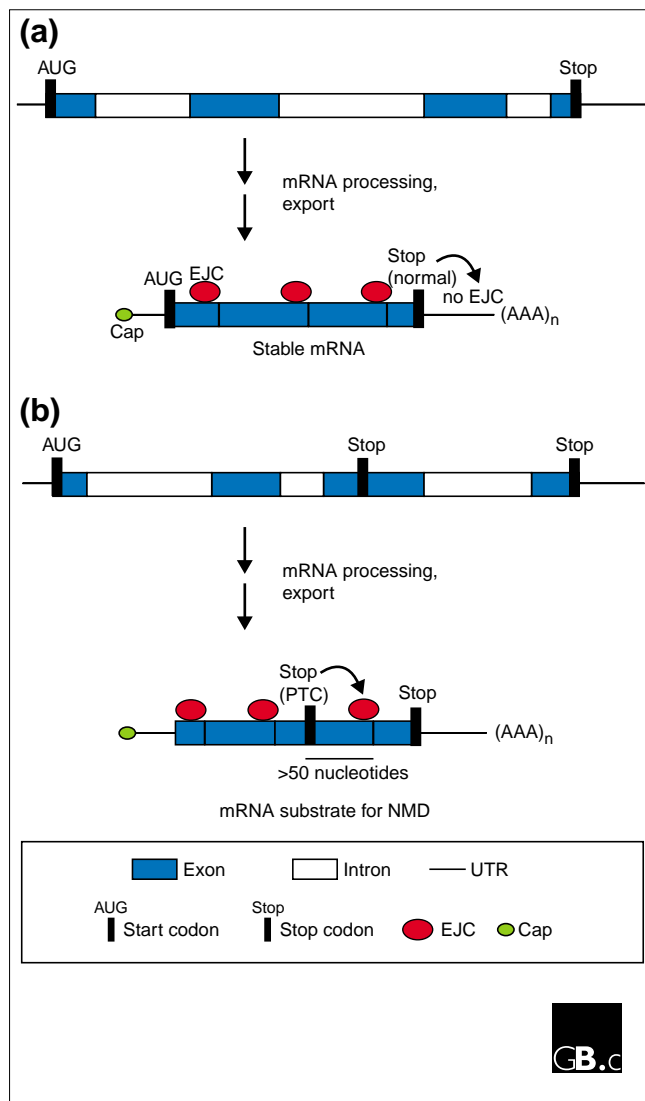 (a)
AUG Stop
mRNA processing,
export
Stop
(normal)
AUG EJC
no EJC
(AAA)n
Cap
Stable mRNA
(b)
AUG Stop Stop
mRNA processing,
export
Stop
(PTC)
Stop
(AAA)n
>50 nucleotides
mRNA substrate for NMD
Exon Intron UTR
AUG Stop
Start codon Stop codon EJC Cap
GB.c